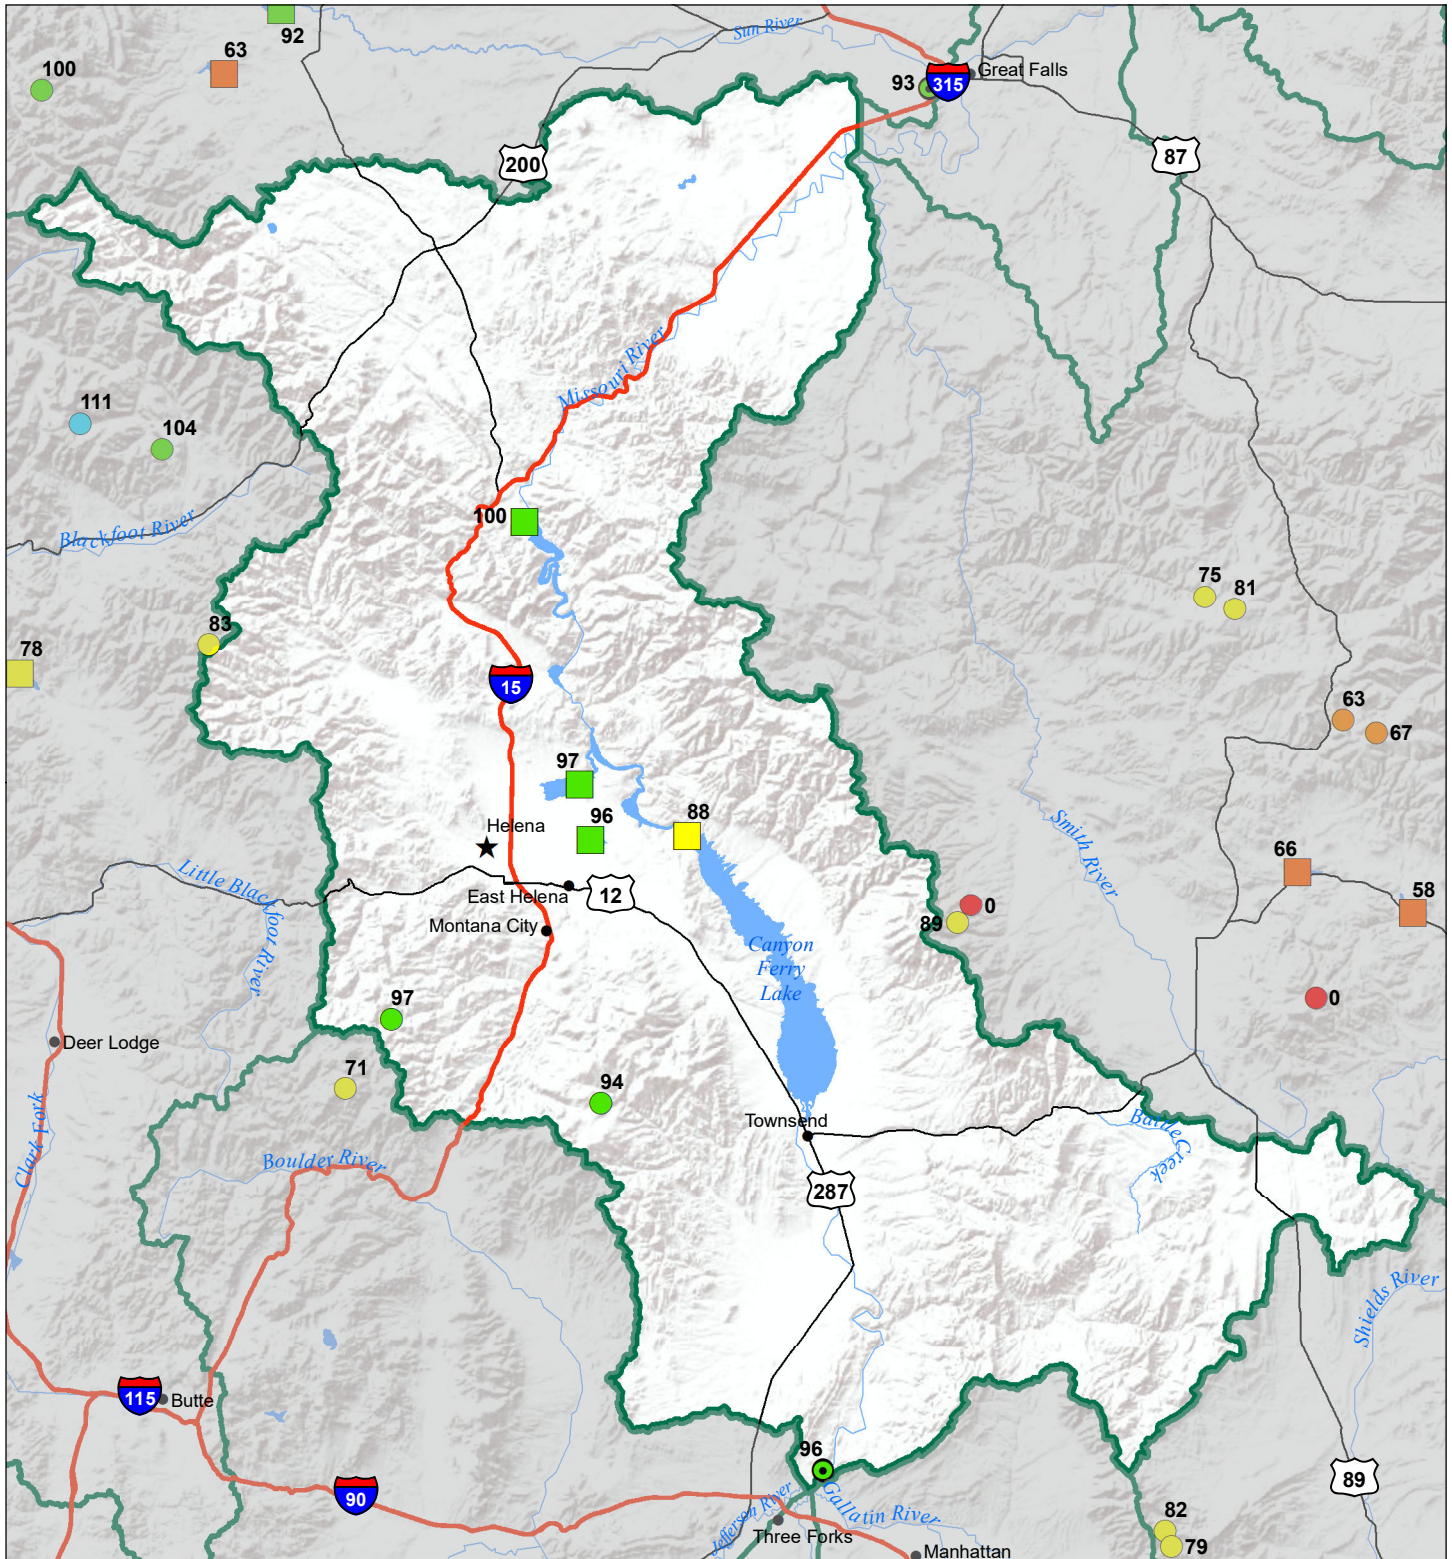 92
Sun River
63
100
Great Falls
93
315
200
87
Missouri River
111
104
100
Blackfoot River
75
81
83
78
15
63
67
97
88
96
Helena
Smith River
66
Little Blackfoot River
58
East Helena
12
0
89
Montana City
Canyon
Ferry
Lake
97
0
Deer Lodge
71
94
Townsend
Battle Creek
Clark Fork
Boulder River
287
Shields River
115
Butte
96
89
90
Jefferson River
Gallatin River
82
Three Forks
79
Manhattan